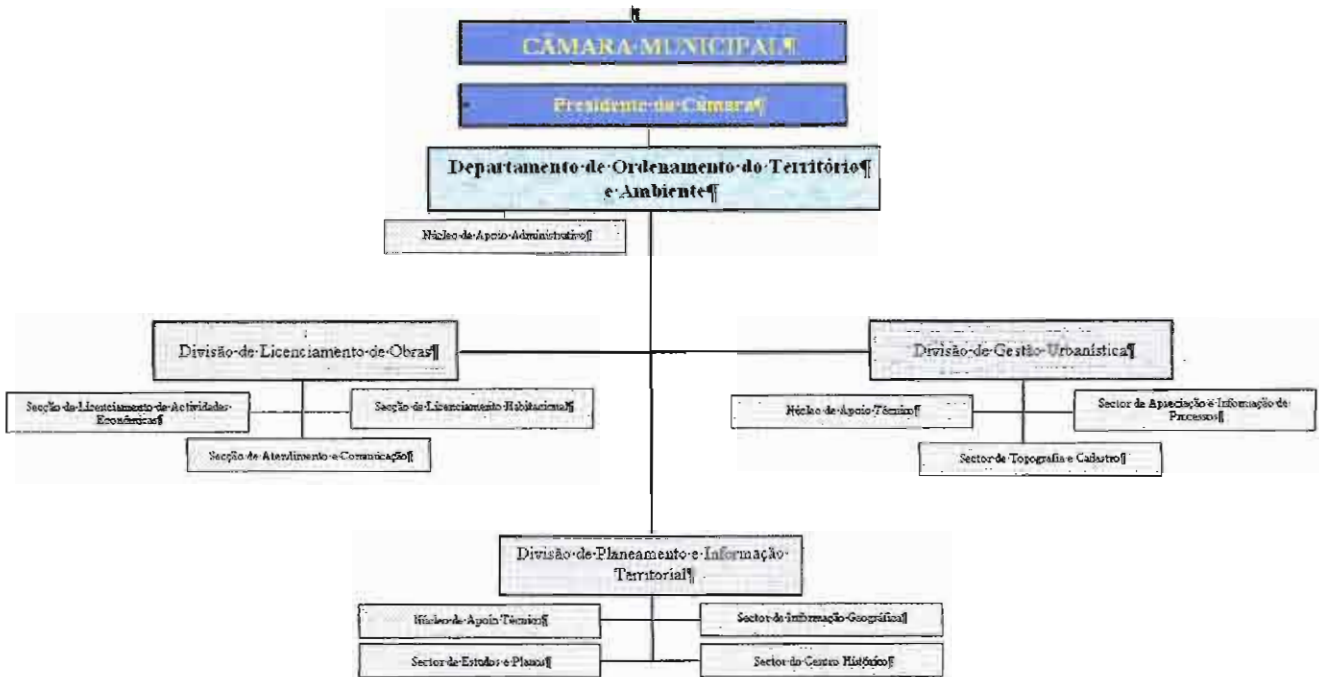 CÂMARA·MUNICIPAL¶
Presidente·da·Câmara¶
Departamento·de·Ordenamento·do·Território¶
e·Ambiente¶
Núcleo·de·Apoio·Administrativo¶
Divisão·de·Licenciamento·de·Obras¶
Secção·de·Licenciamento·de·Actividades·
Económicas¶
Secção·de·Licenciamento·Habitacional¶
Secção·de·Atendimento·e·Comunicação¶
Divisão·de·Gestão·Urbanística¶
Núcleo·de·Apoio·Técnico¶
Sector·de·Apreciação·e·Informação·de·
Processos¶
Sector·de·Topografia·e·Cadastro¶
Divisão·de·Planeamento·e·Informação·
Territorial¶
Núcleo·de·Apoio·Técnico¶
Sector·de·Informação·Geográfica¶
Sector·de·Estudos·e·Planos¶
Sector·do·Centro·Histórico¶